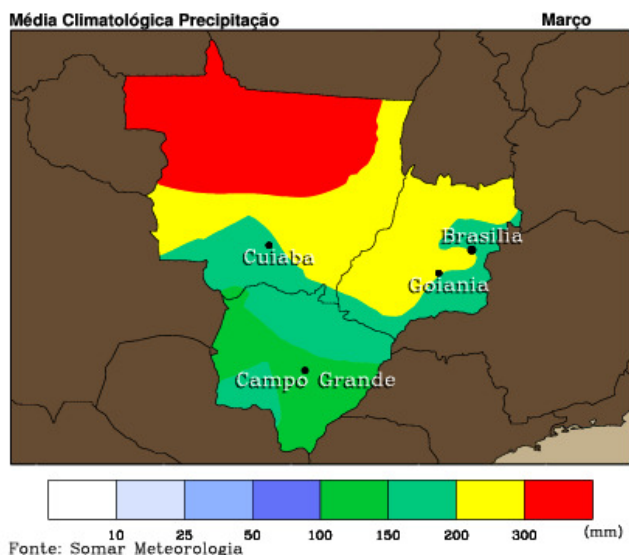 Média Climatológica Precipitação Março
Brasilia
Cuiaba
Goiania
Campo Grande
10 25 50 100 150 200 300 (mm)
Fonte: Somar Meteorologia